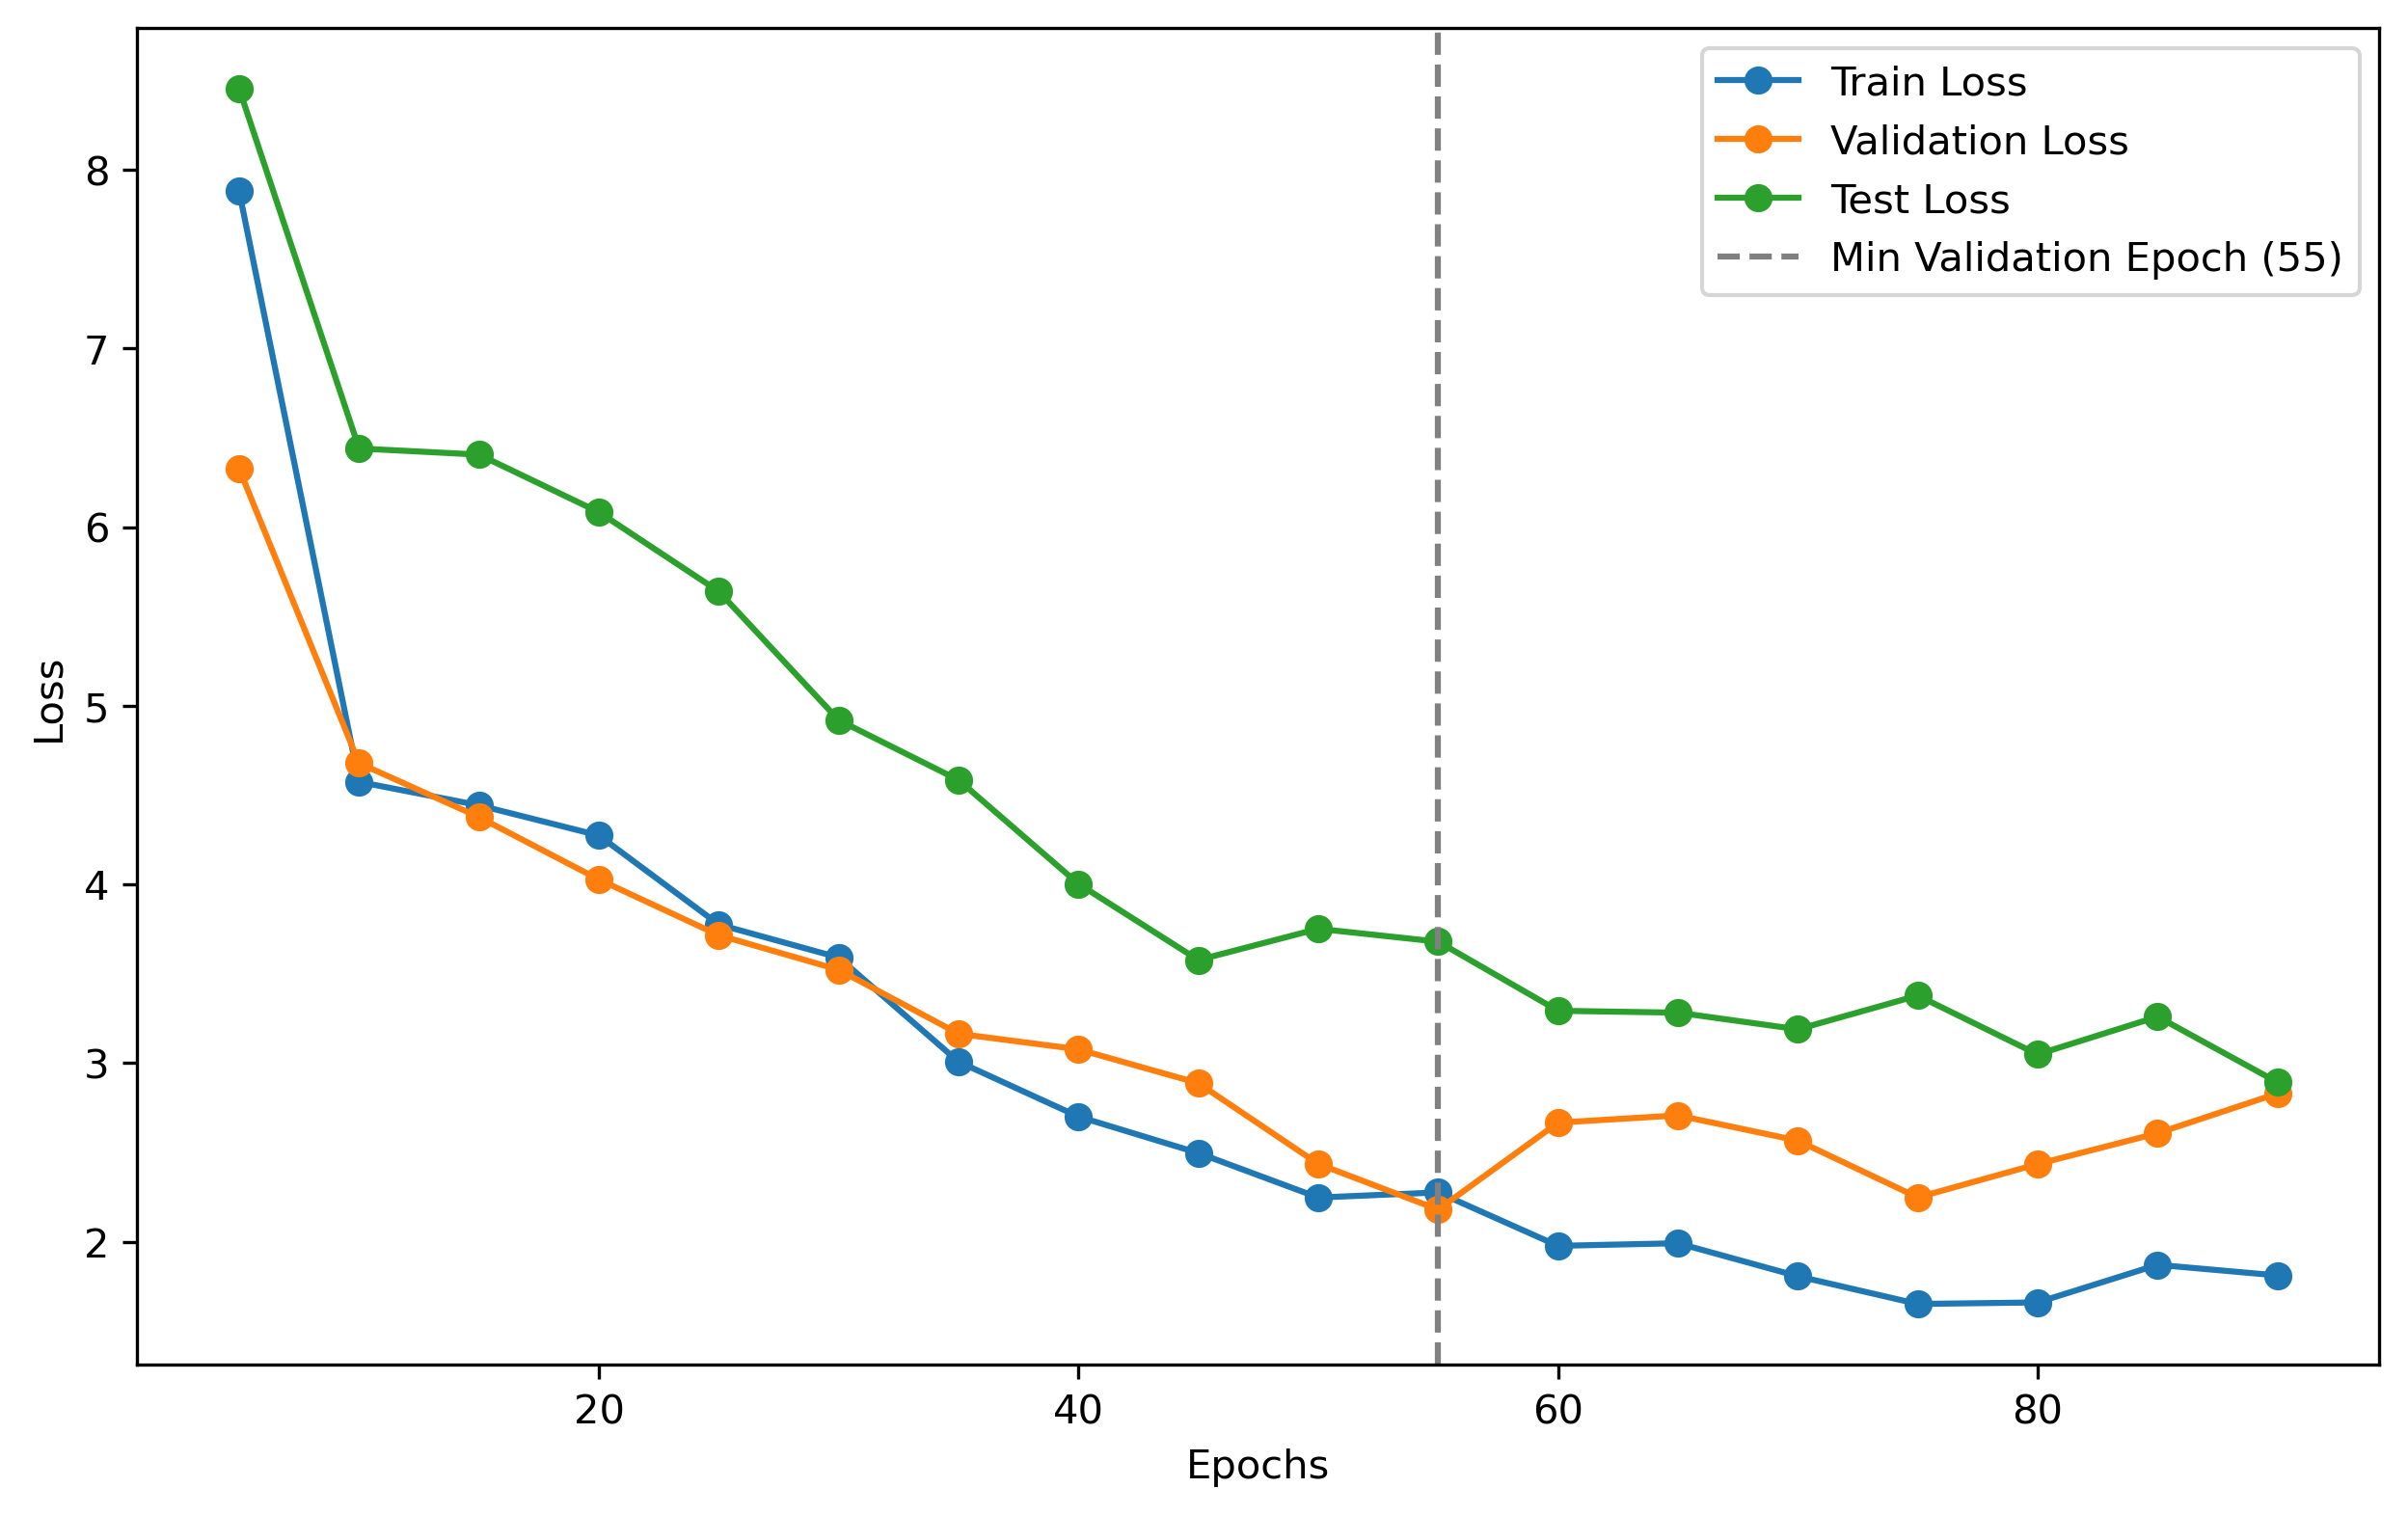 Train Loss
Validation Loss
Test Loss
Min Validation Epoch (55)
8
7
6
5
4
3
2
Loss
20 40 60 80
Epochs